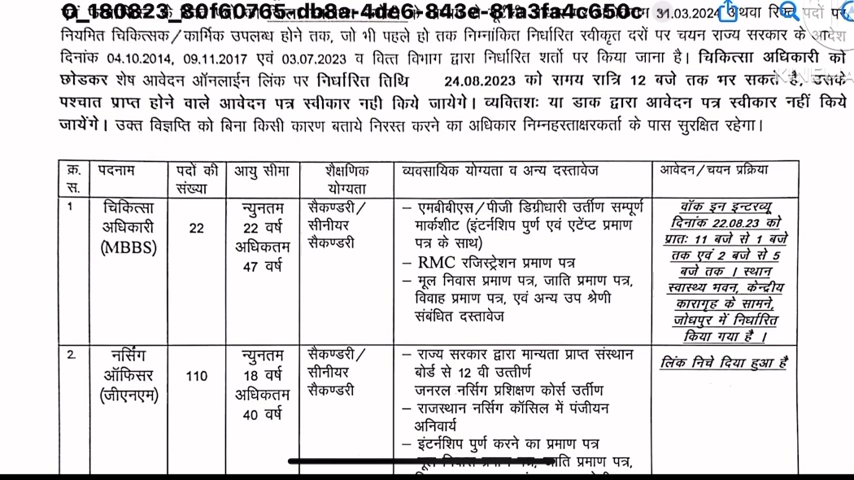 0_180823_80f60765-db8a-4de6-843e-81a3fa4c650c
31.03.2024 अथवा रिक्त पदों पर
नियमित चिकित्सक/कार्मिक उपलब्ध होने तक, जो भी पहले हो तक निम्नांकित निर्धारित स्वीकृत दरों पर चयन राज्य सरकार के आदेश
दिनांक 04.10.2014, 09.11.2017 एवं 03.07.2023 व वित्त विभाग द्वारा निर्धारित शर्तो पर किया जाना है। चिकित्सा अधिकारी को
छोडकर शेष आवेदन ऑनलाईन लिंक पर निर्धारित तिथि 24.08.2023 को रामय रात्रि 12 बजे तक भर सकते है, उसके
पश्चात प्राप्त होने वाले आवेदन पत्र स्वीकार नही किये जायेगे। व्यक्तिशः या डाक द्वारा आवेदन पत्र स्वीकार नहीं किये
जायेंगे। उक्त विज्ञप्ति को बिना किसी कारण बताये निरस्त करने का अधिकार निम्नहस्ताक्षरकर्ता के पास सुरक्षित रहेगा।
क्र. स. पदनाम पदों की संख्या आयु सीमा शैक्षणिक योग्यता व्यवसायिक योग्यता व अन्य दस्तावेज आवेदन/चयन प्रक्रिया
1
चिकित्सा
अधिकारी
(MBBS)
22
न्युनतम
22 वर्ष
अधिकतम
47 वर्ष
सैकण्डरी/
सीनीयर
सैकण्डरी
– एमबीबीएस/पीजी डिग्रीधारी उर्तीण सम्पूर्ण
मार्कशीट (इंटर्नशिप पुर्ण एवं एटेंप्ट प्रमाण
पत्र के साथ)
– RMC रजिस्ट्रेशन प्रमाण पत्र
– मूल निवास प्रमाण पत्र, जाति प्रमाण पत्र,
विवाह प्रमाण पत्र, एवं अन्य उप श्रेणी
संबंधित दस्तावेज
वॉक इन इन्टरव्यू
दिनांक 22.08.23 को
प्रातः 11 बजे से 1 बजे
तक एवं 2 बजे से 5
बजे तक । स्थान
स्वास्थ्य भवन, केन्द्रीय
कारागृह के सामने,
जोधपुर में निर्धारित
किया गया है ।
2.
नर्सिंग
ऑफिसर
(जीएनएम)
110
न्युनतम
18 वर्ष
अधिकतम
40 वर्ष
सैकण्डरी/
सीनीयर
सैकण्डरी
– राज्य सरकार द्वारा मान्यता प्राप्त संस्थान
बोर्ड से 12 वी उत्तीर्ण
जनरल नर्सिग प्रशिक्षण कोर्स उर्तीण
– राजस्थान नर्सिग कॉसिल में पंजीयन
अनिवार्य
– इंटर्नशिप पुर्ण करने का प्रमाण पत्र
– मूल निवास प्रमाण पत्र, जाति प्रमाण पत्र,
लिंक निचे दिया हुआ है